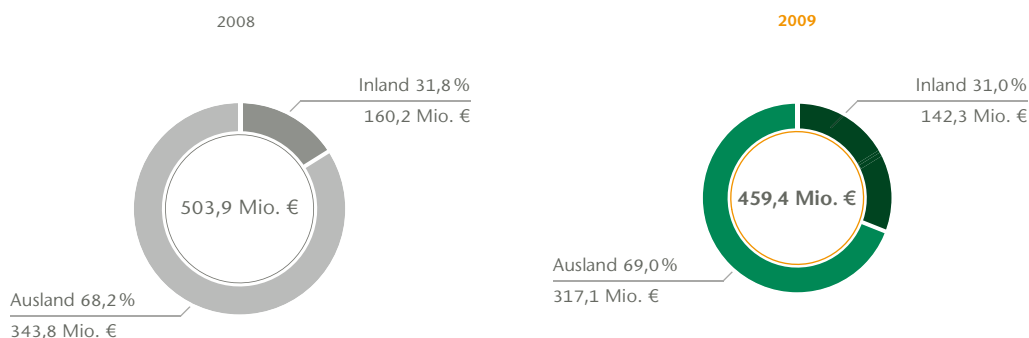 2008
Inland 31,8 %
160,2 Mio. €
503,9 Mio. €
Ausland 68,2 %
343,8 Mio. €
2009
Inland 31,0 %
142,3 Mio. €
459,4 Mio. €
Ausland 69,0 %
317,1 Mio. €